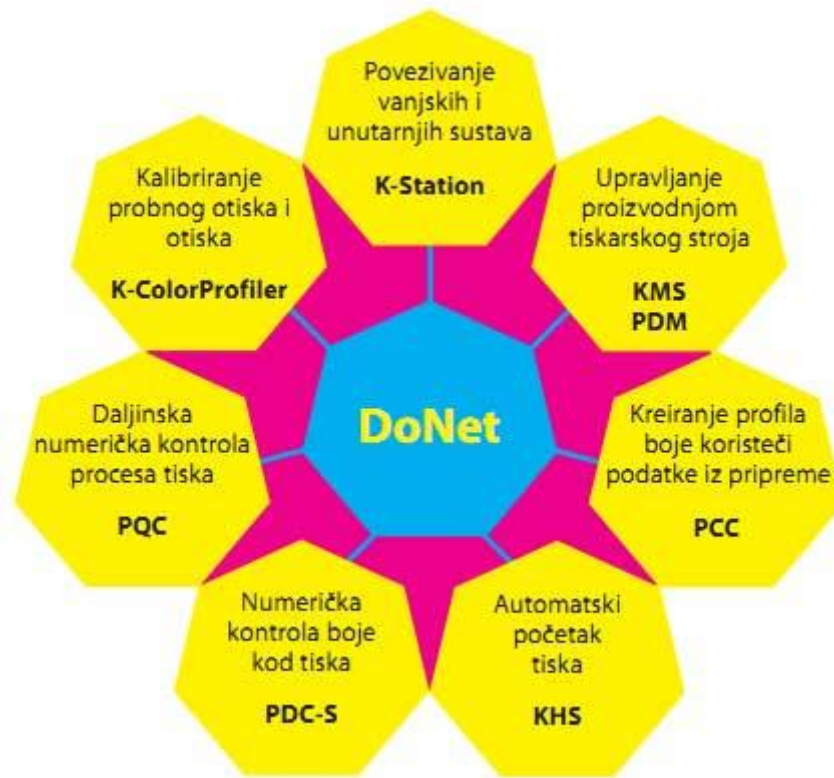 Povezivanje
vanjskih i
unutarnjih sustava
K-Station
Upravljanje
proizvodnjom
tiskarskog stroja
KMS
PDM
Kreiranje profila
boje koristeči
podatke iz pripreme
PCC
Automatski
početak
tiska
KHS
Numerička
kontrola boje
kod tiska
PDC-S
Daljinska
numerička kontrola
procesa tiska
PQC
Kalibriranje
probnog otiska i
otiska
K-ColorProfiler
DoNet